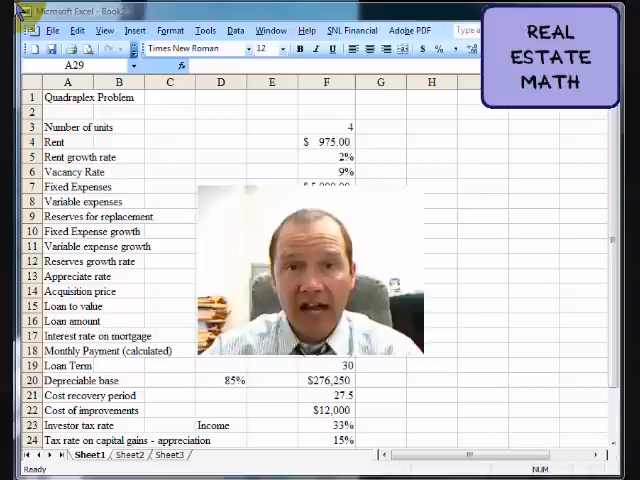 Microsoft Excel - Book2
REAL
ESTATE
MATH
File Edit View Insert Format Tools Data Window Help SNL Financial Adobe PDF
Times New Roman 12 B I U $ %
A29 fx
A B C D E F G H
1 Quadraplex Problem
2
3 Number of units 4
4 Rent $ 975.00
5 Rent growth rate 2%
6 Vacancy Rate 9%
7 Fixed Expenses
8 Variable expenses
9 Reserves for replacement
10 Fixed Expense growth
11 Variable expense growth
12 Reserves growth rate
13 Appreciate rate
14 Acquisition price
15 Loan to value
16 Loan amount
17 Interest rate on mortgage
18 Monthly Payment (calculated)
19 Loan Term 30
20 Depreciable base 85% $276,250
21 Cost recovery period 27.5
22 Cost of improvements $12,000
23 Investor tax rate Income 33%
24 Tax rate on capital gains - appreciation 15%
Sheet1 Sheet2 Sheet3
Ready NUM